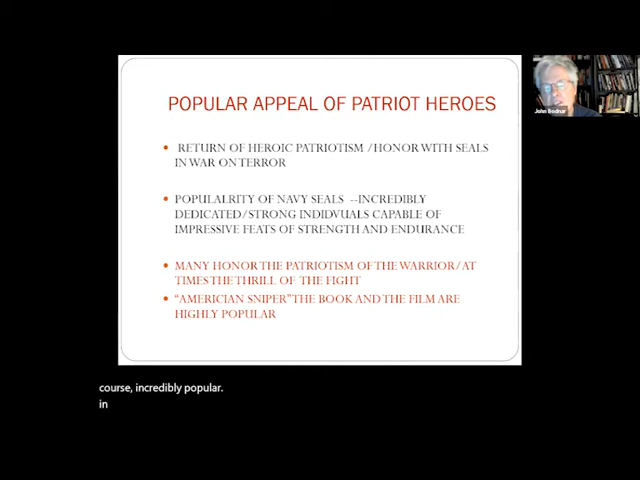 POPULAR APPEAL OF PATRIOT HEROES
John Bodnar
• RETURN OF HEROIC PATRIOTISM /HONOR WITH SEALS
IN WAR ON TERROR
• POPULALRITY OF NAVY SEALS --INCREDIBLY
DEDICATED/STRONG INDIDVUALS CAPABLE OF
IMPRESSIVE FEATS OF STRENGTH AND ENDURANCE
• MANY HONOR THE PATRIOTISM OF THE WARRIOR/AT
TIMES THE THRILL OF THE FIGHT
• “AMERICIAN SNIPER” THE BOOK AND THE FILM ARE
HIGHLY POPULAR
course, incredibly popular.
in